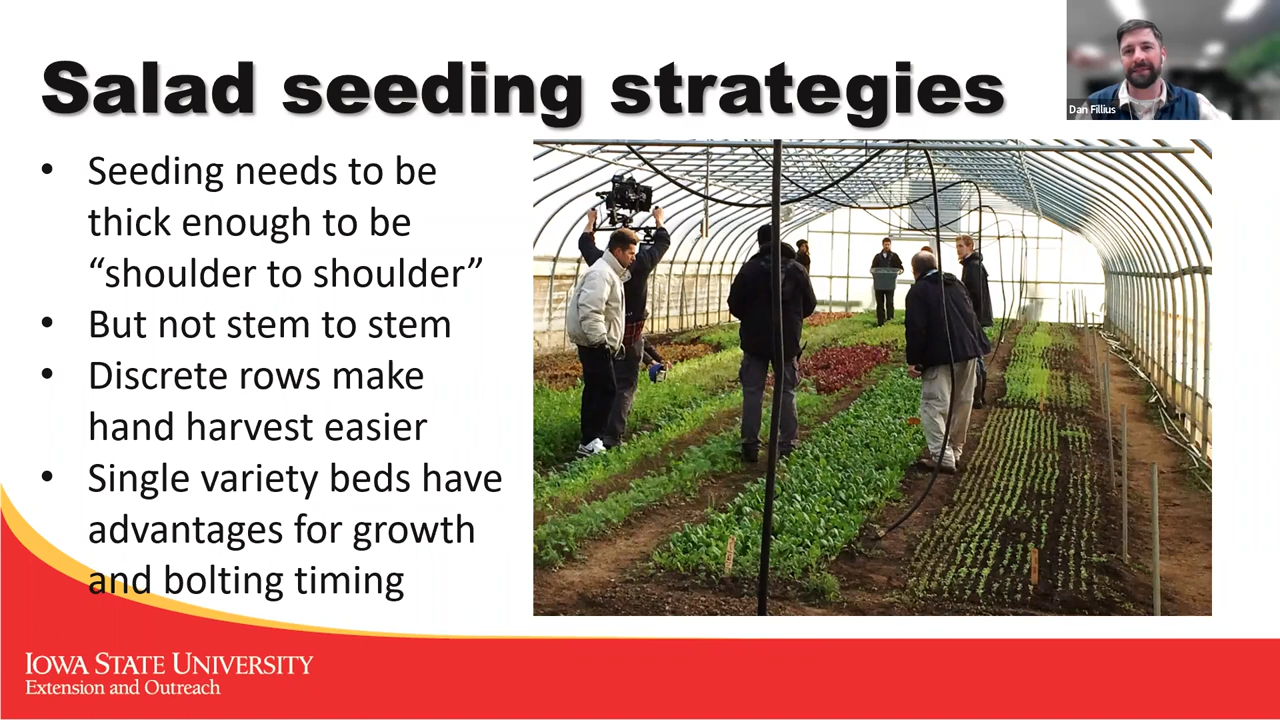 Salad seeding strategies
Dan Fillius
• Seeding needs to be
thick enough to be
“shoulder to shoulder”
• But not stem to stem
• Discrete rows make
hand harvest easier
• Single variety beds have
advantages for growth
and bolting timing
IOWA STATE UNIVERSITY
Extension and Outreach